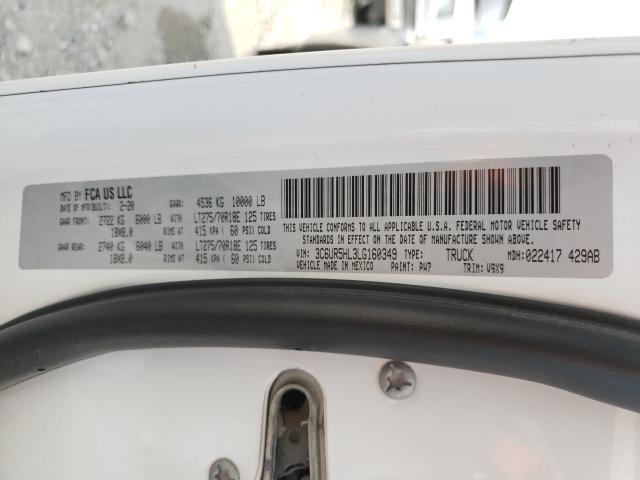 MFD BY FCA US LLC
DATE OF MFR(BUILT): 2-20 GVWR: 4536 KG 10000 LB
GAWR FRONT: 2722 KG 6000 LB WITH LT275/70R18E 125 TIRES
18X8.0 RIMS AT 415 KPA ( 60 PSI) COLD
GAWR REAR: 2740 KG 6040 LB WITH LT275/70R18E 125 TIRES
18X8.0 RIMS AT 415 KPA ( 60 PSI) COLD
THIS VEHICLE CONFORMS TO ALL APPLICABLE U.S.A. FEDERAL MOTOR VEHICLE SAFETY
STANDARDS IN EFFECT ON THE DATE OF MANUFACTURE SHOWN ABOVE.
VIN: 3C6UR5HL3LG160349 TYPE: TRUCK MDH:022417 429AB
VEHICLE MADE IN MEXICO PAINT: PW7 TRIM: V9X9